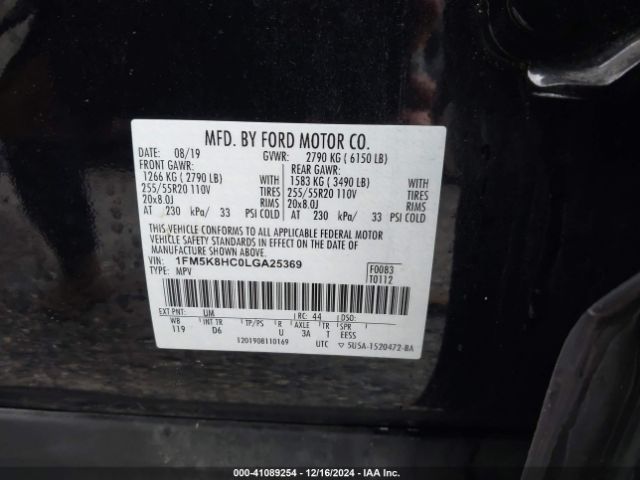 MFD. BY FORD MOTOR CO.
DATE: 08/19 GVWR: 2790 KG ( 6150 LB)
FRONT GAWR: REAR GAWR:
1266 KG ( 2790 LB) WITH 1583 KG ( 3490 LB) WITH
255/55R20 110V TIRES 255/55R20 110V TIRES
20x8.0J RIMS 20x8.0J RIMS
AT 230 kPa/ 33 PSI COLD AT 230 kPa/ 33 PSI COLD
THIS VEHICLE CONFORMS TO ALL APPLICABLE FEDERAL MOTOR
VEHICLE SAFETY STANDARDS IN EFFECT ON THE DATE OF
MANUFACTURE SHOWN ABOVE.
VIN: 1FM5K8HC0LGA25369 F0083
TYPE: MPV T0112
EXT PNT: UM RC: 44 DSO:
WB INT TR TP/PS R AXLE TR SPR
119 D6 U 3A T EESS
1201908110169 UTC ▽ 5U5A-1520472-BA
000-41089254 - 12/16/2024 - IAAI.COM